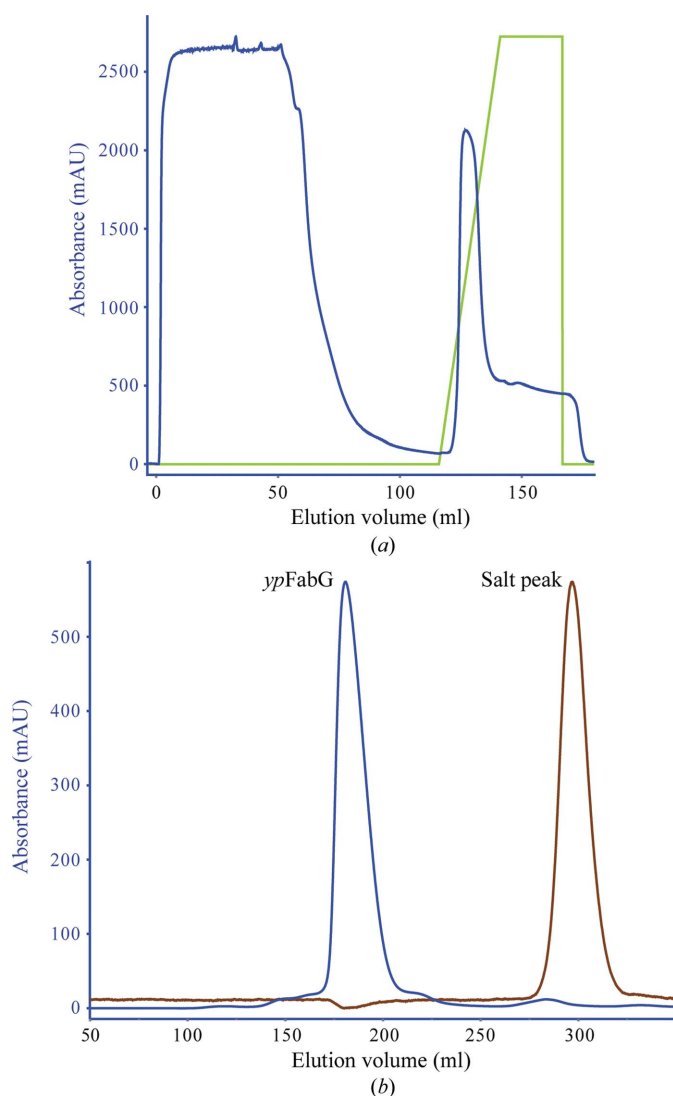 2500
2000
1500
1000
500
0
Absorbance (mAU)
0 50 100 150
Elution volume (ml)
(a)
ypFabG Salt peak
500
400
300
200
100
0
Absorbance (mAU)
50 100 150 200 250 300
Elution volume (ml)
(b)